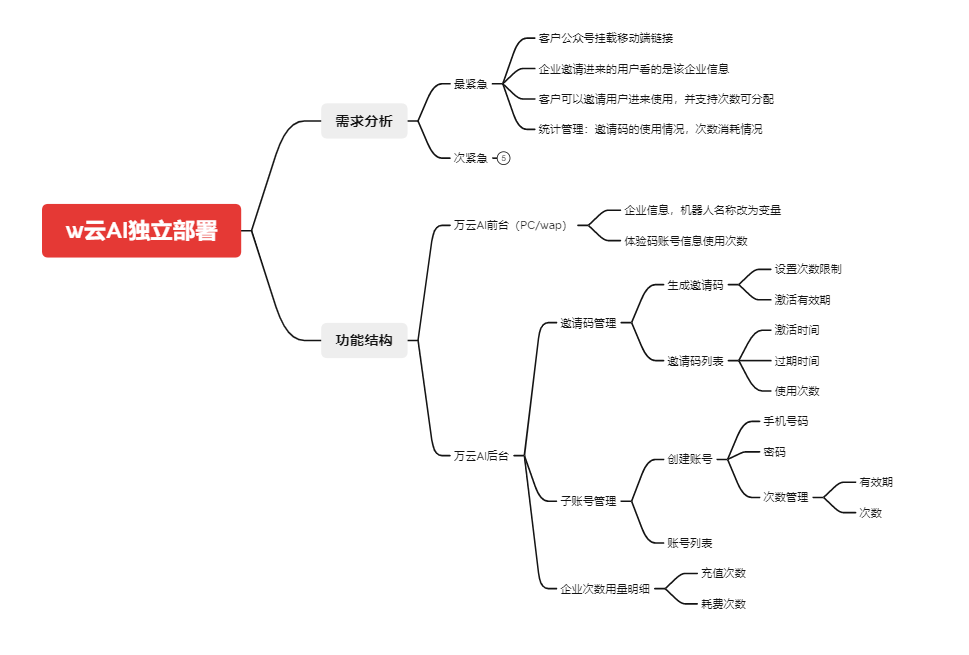 w云AI独立部署
需求分析
最紧急
客户公众号挂载移动端链接
企业邀请进来的用户看的是该企业信息
客户可以邀请用户进来使用，并支持次数可分配
统计管理：邀请码的使用情况，次数消耗情况
次紧急
5
功能结构
万云AI前台（PC/wap）
企业信息，机器人名称改为变量
体验码账号信息使用次数
万云AI后台
邀请码管理
生成邀请码
设置次数限制
激活有效期
邀请码列表
激活时间
过期时间
使用次数
子账号管理
创建账号
手机号码
密码
次数管理
有效期
次数
账号列表
企业次数用量明细
充值次数
耗费次数